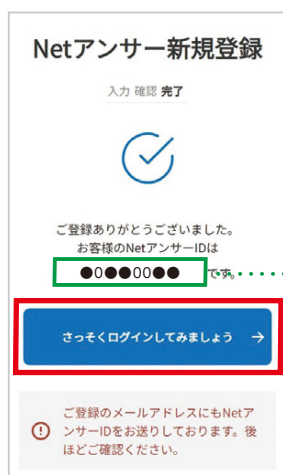 Netアンサー新規登録
入力 確認 完了
ご登録ありがとうございました。
お客様のNetアンサーIDは
●0●●00●● です。
さっそくログインしてみましょう →
ご登録のメールアドレスにもNetア
ンサーIDをお送りしております。後
ほどご確認ください。